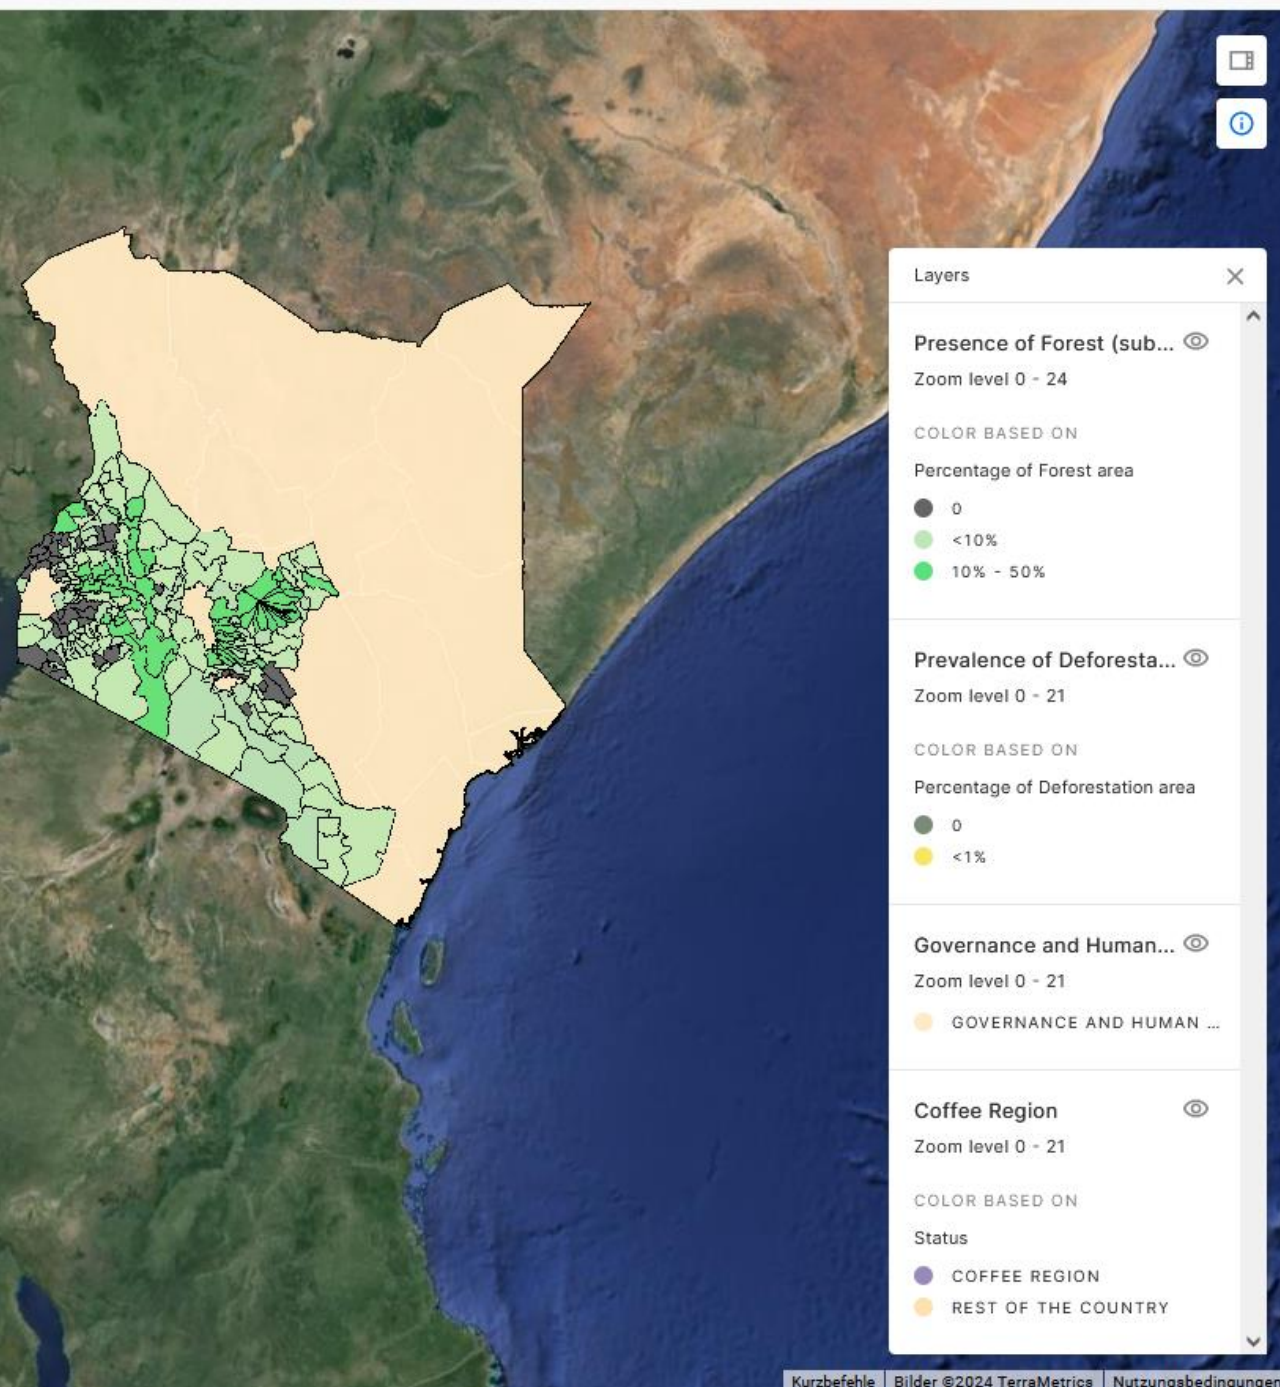 Layers
Presence of Forest (sub...
Zoom level 0 - 24
COLOR BASED ON
Percentage of Forest area
0
<10%
10% - 50%
Prevalence of Deforesta...
Zoom level 0 - 21
COLOR BASED ON
Percentage of Deforestation area
0
<1%
Governance and Human...
Zoom level 0 - 21
GOVERNANCE AND HUMAN ...
Coffee Region
Zoom level 0 - 21
COLOR BASED ON
Status
COFFEE REGION
REST OF THE COUNTRY
Kurzbefehle Bilder ©2024 TerraMetrics Nutzungsbedingungen